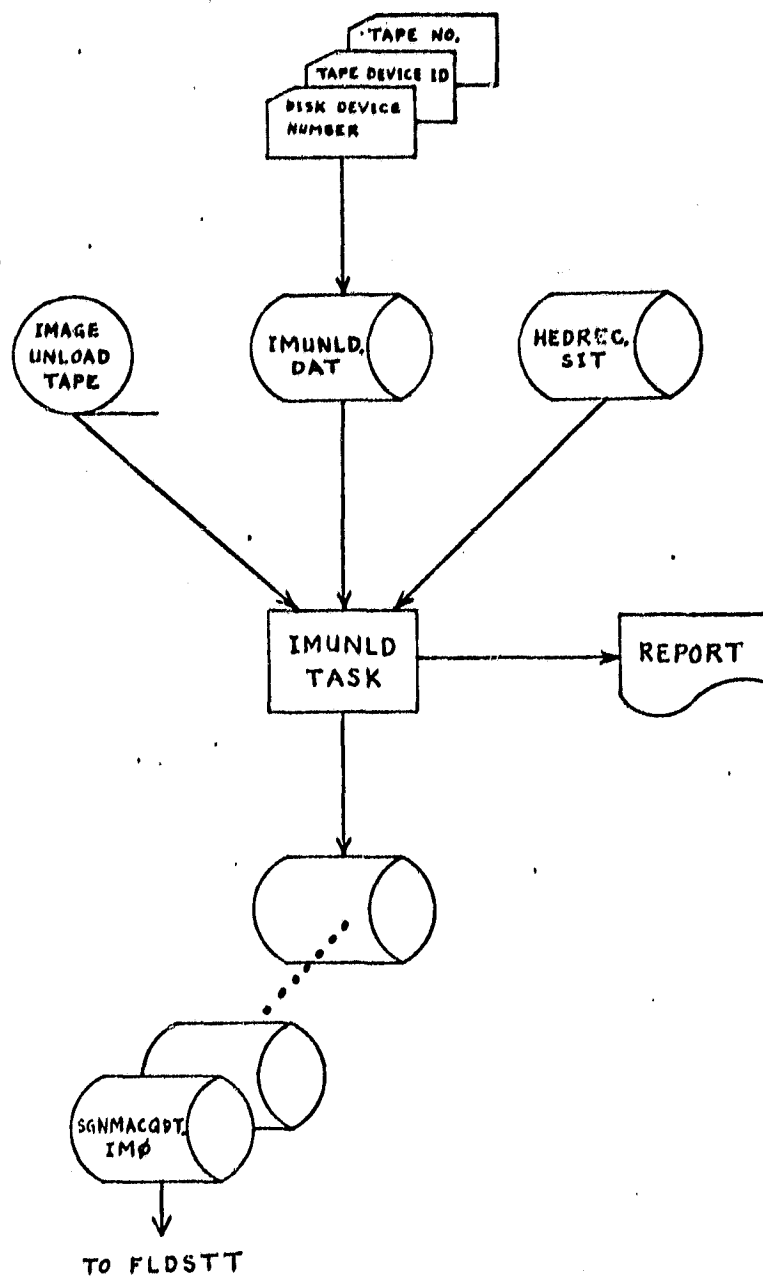 TAPE NO.
TAPE DEVICE ID
DISK DEVICE
NUMBER
IMAGE
UNLOAD
TAPE
IMUNLD.
DAT
HEDREC.
SIT
IMUNLD
TASK
REPORT
SGNMACQDT.
IMØ
TO FLDSTT